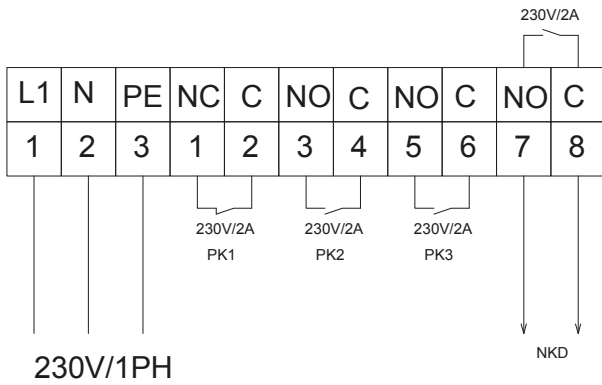 230V/2A
L1 N PE NC C NO C NO C NO C
1 2 3 1 2 3 4 5 6 7 8
230V/2A 230V/2A 230V/2A
PK1 PK2 PK3
NKD
230V/1PH